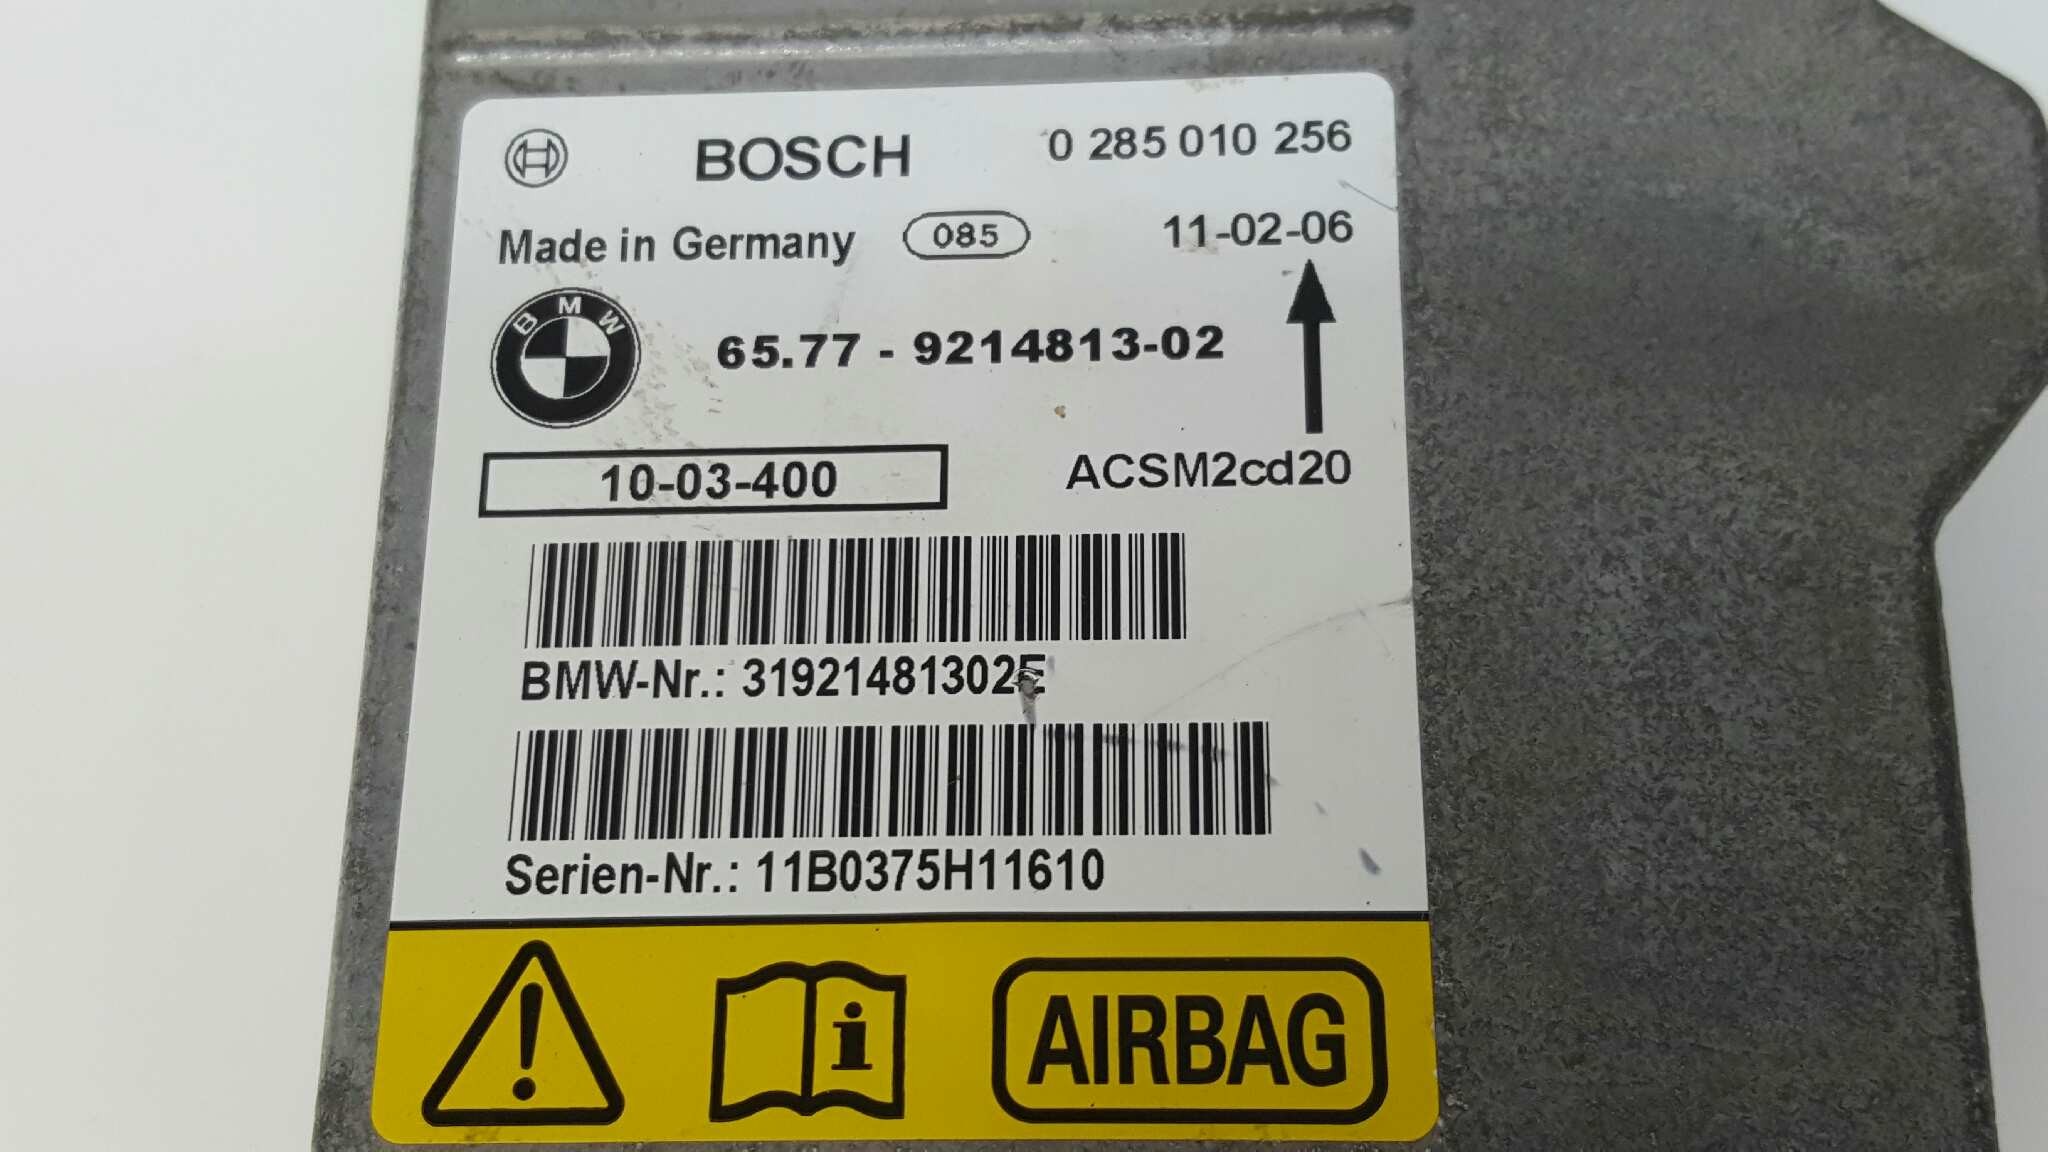 BOSCH 0 285 010 256
Made in Germany 085 11-02-06
BMW 65.77 - 9214813-02
10-03-400 ACSM2cd20
BMW-Nr.: 31921481302E
Serien-Nr.: 11B0375H11610
i AIRBAG